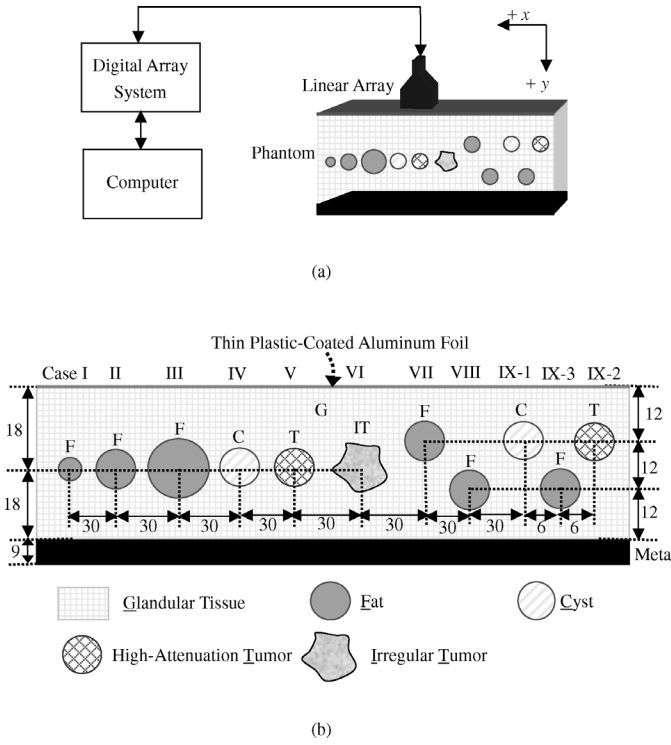 + x
Digital Array
System
Linear Array
+ y
Phantom
Computer
(a)
Thin Plastic-Coated Aluminum Foil
Case I II III IV V VI VII VIII IX-1 IX-3 IX-2
G
F F F C T IT F C T
F F
18
18
9
12
12
12
30 30 30 30 30 30 30 30 6 6
Meta
Glandular Tissue
Fat
Cyst
High-Attenuation Tumor
Irregular Tumor
(b)